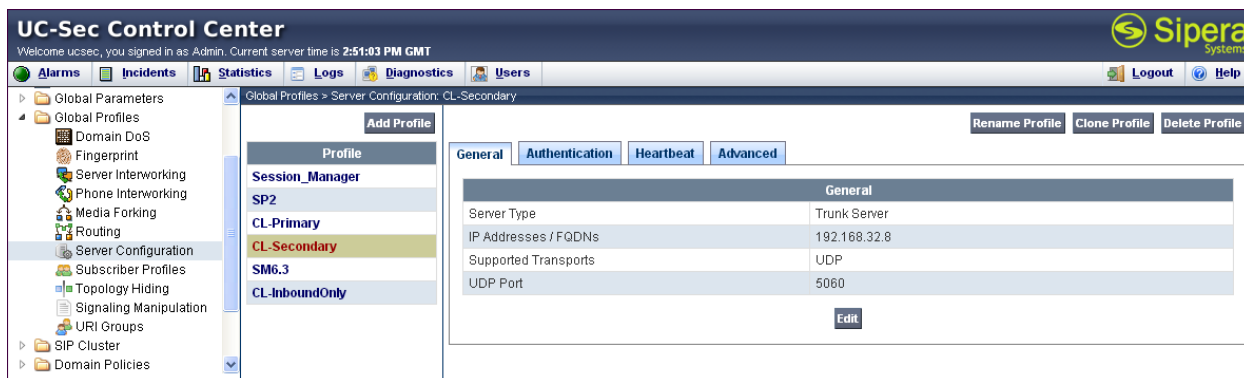 UC-Sec Control Center
Sipera
Systems
Welcome ucsec, you signed in as Admin. Current server time is 2:51:03 PM GMT
Alarms Incidents Statistics Logs Diagnostics Users Logout Help
Global Parameters
Global Profiles
Domain DoS
Fingerprint
Server Interworking
Phone Interworking
Media Forking
Routing
Server Configuration
Subscriber Profiles
Topology Hiding
Signaling Manipulation
URI Groups
SIP Cluster
Domain Policies
Global Profiles > Server Configuration: CL-Secondary
Add Profile
Rename Profile Clone Profile Delete Profile
Profile
Session_Manager
SP2
CL-Primary
CL-Secondary
SM6.3
CL-InboundOnly
General Authentication Heartbeat Advanced
General
Server Type Trunk Server
IP Addresses / FQDNs 192.168.32.8
Supported Transports UDP
UDP Port 5060
Edit